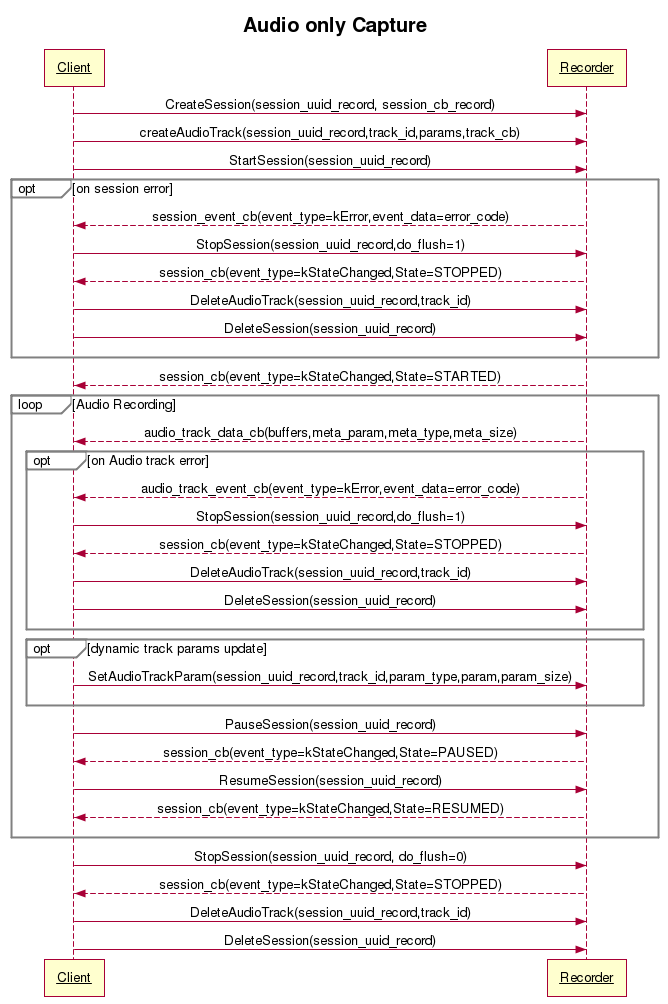 Audio only Capture
Client Recorder
CreateSession(session_uuid_record, session_cb_record)
createAudioTrack(session_uuid_record,track_id,params,track_cb)
StartSession(session_uuid_record)
opt [on session error]
session_event_cb(event_type=kError,event_data=error_code)
StopSession(session_uuid_record,do_flush=1)
session_cb(event_type=kStateChanged,State=STOPPED)
DeleteAudioTrack(session_uuid_record,track_id)
DeleteSession(session_uuid_record)
session_cb(event_type=kStateChanged,State=STARTED)
loop [Audio Recording]
audio_track_data_cb(buffers,meta_param,meta_type,meta_size)
opt [on Audio track error]
audio_track_event_cb(event_type=kError,event_data=error_code)
StopSession(session_uuid_record,do_flush=1)
session_cb(event_type=kStateChanged,State=STOPPED)
DeleteAudioTrack(session_uuid_record,track_id)
DeleteSession(session_uuid_record)
opt [dynamic track params update]
SetAudioTrackParam(session_uuid_record,track_id,param_type,param,param_size)
PauseSession(session_uuid_record)
session_cb(event_type=kStateChanged,State=PAUSED)
ResumeSession(session_uuid_record)
session_cb(event_type=kStateChanged,State=RESUMED)
StopSession(session_uuid_record, do_flush=0)
session_cb(event_type=kStateChanged,State=STOPPED)
DeleteAudioTrack(session_uuid_record,track_id)
DeleteSession(session_uuid_record)
Client Recorder